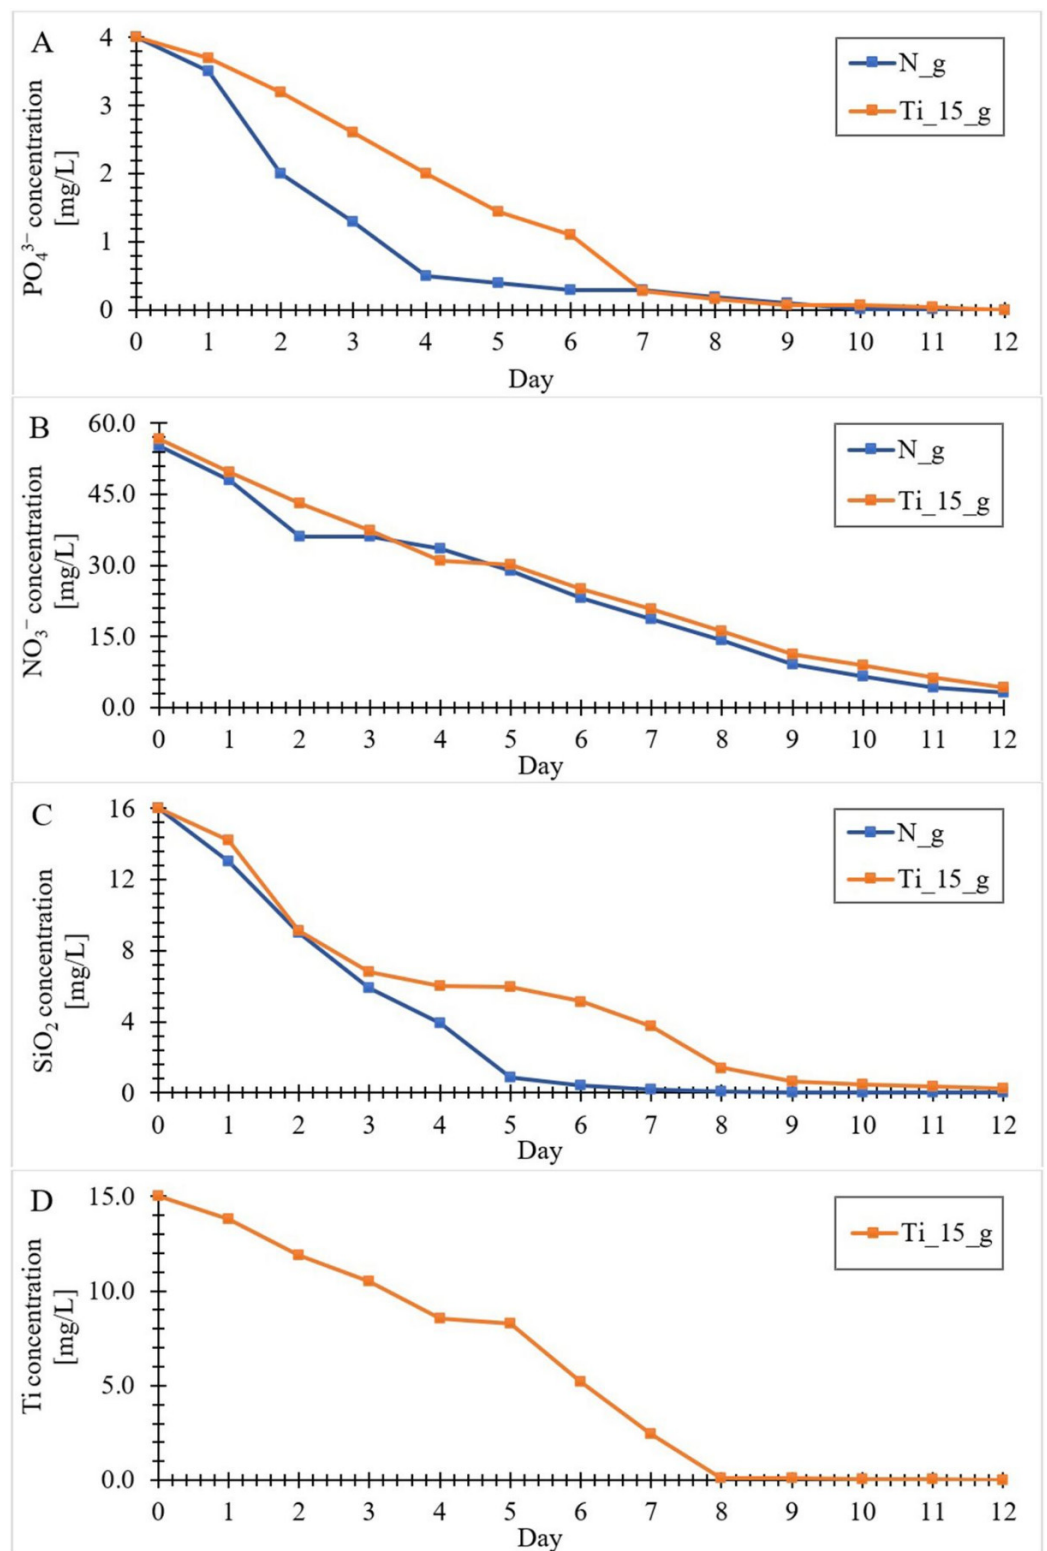 A
PO₄³⁻ concentration
[mg/L]
4
3
2
1
0
0 1 2 3 4 5 6 7 8 9 10 11 12
Day
N_g
Ti_15_g
B
NO₃⁻ concentration
[mg/L]
60.0
45.0
30.0
15.0
0.0
0 1 2 3 4 5 6 7 8 9 10 11 12
Day
N_g
Ti_15_g
C
SiO₂ concentration
[mg/L]
16
12
8
4
0
0 1 2 3 4 5 6 7 8 9 10 11 12
Day
N_g
Ti_15_g
D
Ti concentration
[mg/L]
15.0
10.0
5.0
0.0
0 1 2 3 4 5 6 7 8 9 10 11 12
Day
Ti_15_g